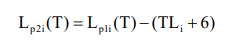 Lp2i(T) = Lpli(T) − (TLi + 6)